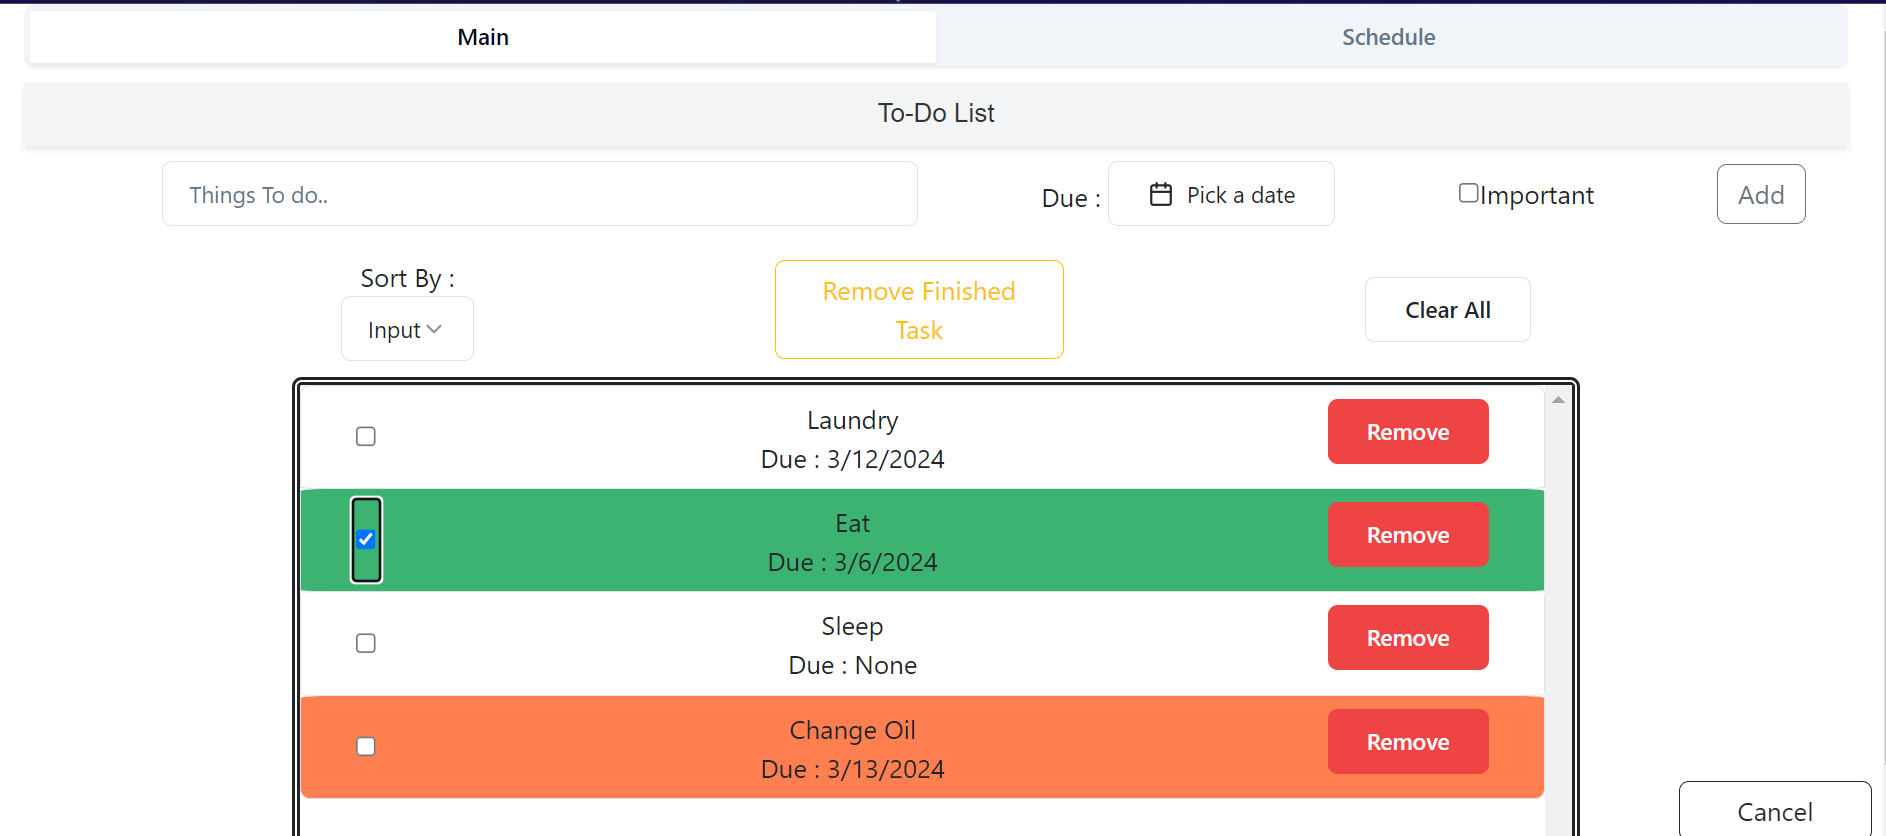 Main
Schedule
To-Do List
Things To do..
Due :
Pick a date
Important
Add
Sort By :
Input
Remove Finished
Task
Clear All
Laundry
Due : 3/12/2024
Remove
Eat
Due : 3/6/2024
Remove
Sleep
Due : None
Remove
Change Oil
Due : 3/13/2024
Remove
Cancel